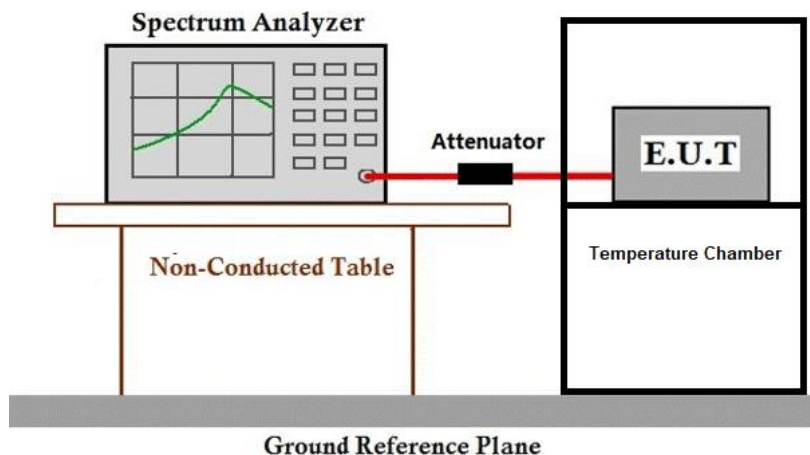 Spectrum Analyzer
Attenuator
E.U.T
Non-Conducted Table
Temperature Chamber
Ground Reference Plane